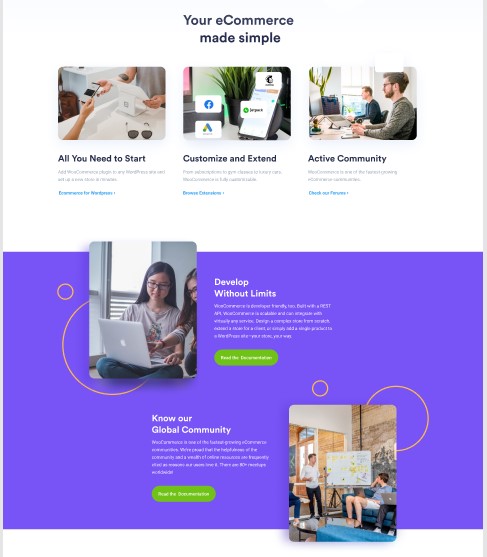 Your eCommerce
made simple
mailchimp
jetpack
All You Need to Start
Customize and Extend
Active Community
Add WooCommerce plugin to any WordPress site and
set up a new store in minutes.
From subscriptions to gym classes to luxury cars,
WooCommerce is fully customizable.
WooCommerce is one of the fastest growing
eCommerce communities.
Ecommerce for Wordpress ›
Browse Extensions ›
Check our Forums ›
Develop
Without Limits
WooCommerce is developer friendly, too. Built with a REST
API, WooCommerce is scalable and can integrate with
virtually any service. Design a complex store from scratch,
extend a store for a client, or simply add a single product to
a WordPress site—your store, your way.
Read the Documentation
Know our
Global Community
WooCommerce is one of the fastest-growing eCommerce
communities. We're proud that the helpfulness of the
community and a wealth of online resources are frequently
cited as reasons our users love it. There are 80+ meetups
worldwide!
Read the Documentation